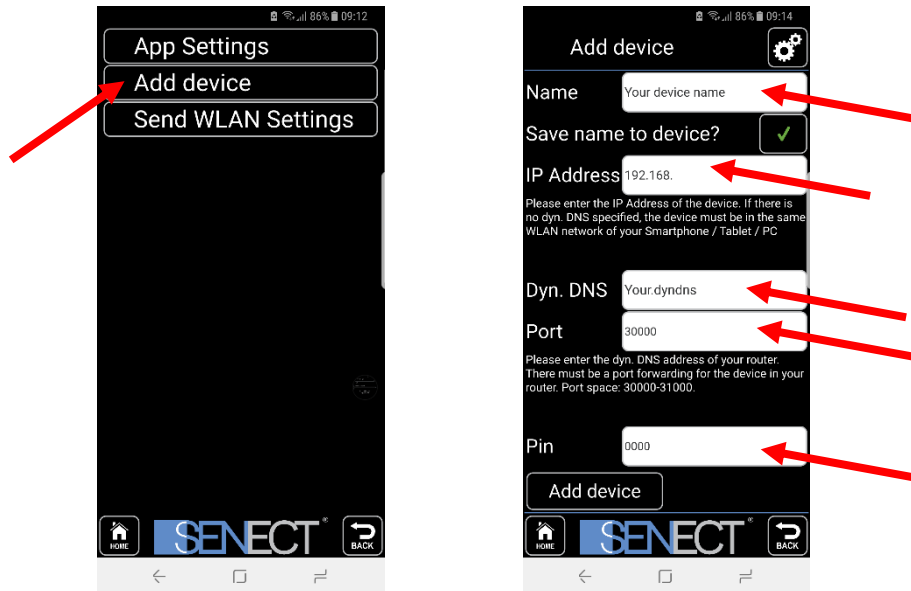 86% 09:12
App Settings
Add device
Send WLAN Settings
HOME
SENECT®
BACK
86% 09:14
Add device
Name
Your device name
Save name to device?
IP Address
192.168.
Please enter the IP Address of the device. If there is
no dyn. DNS specified, the device must be in the same
WLAN network of your Smartphone / Tablet / PC
Dyn. DNS
Your.dyndns
Port
30000
Please enter the dyn. DNS address of your router.
There must be a port forwarding for the device in your
router. Port space: 30000-31000.
Pin
0000
Add device
HOME
SENECT®
BACK